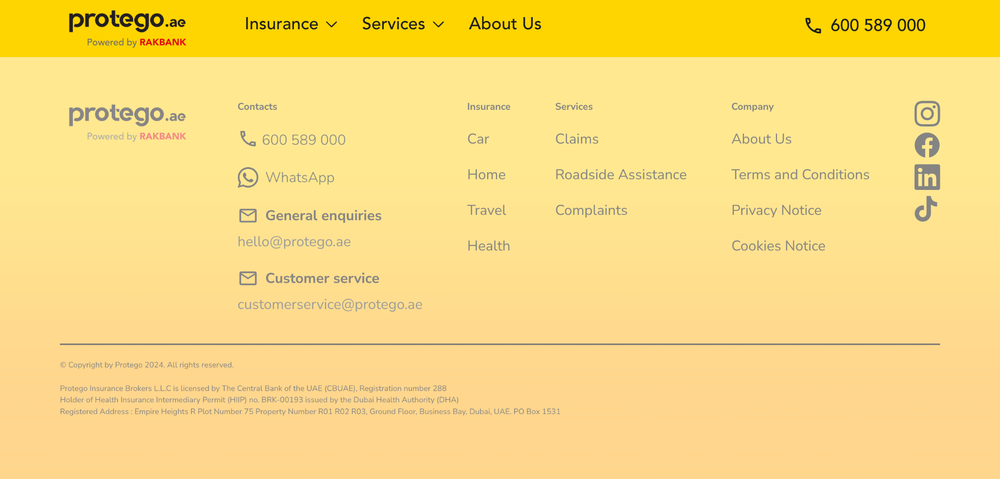 protego.ae
Powered by RAKBANK
Insurance
Services
About Us
600 589 000
protego.ae
Powered by RAKBANK
Contacts
600 589 000
WhatsApp
General enquiries
hello@protego.ae
Customer service
customerservice@protego.ae
Insurance
Car
Home
Travel
Health
Services
Claims
Roadside Assistance
Complaints
Company
About Us
Terms and Conditions
Privacy Notice
Cookies Notice
© Copyright by Protego 2024. All rights reserved.
Protego Insurance Brokers L.L.C is licensed by The Central Bank of the UAE (CBUAE), Registration number 288
Holder of Health Insurance Intermediary Permit (HIIP) no. BRK-00193 issued by the Dubai Health Authority (DHA)
Registered Address : Empire Heights R Plot Number 75 Property Number R01 R02 R03, Ground Floor, Business Bay, Dubai, UAE. PO Box 1531